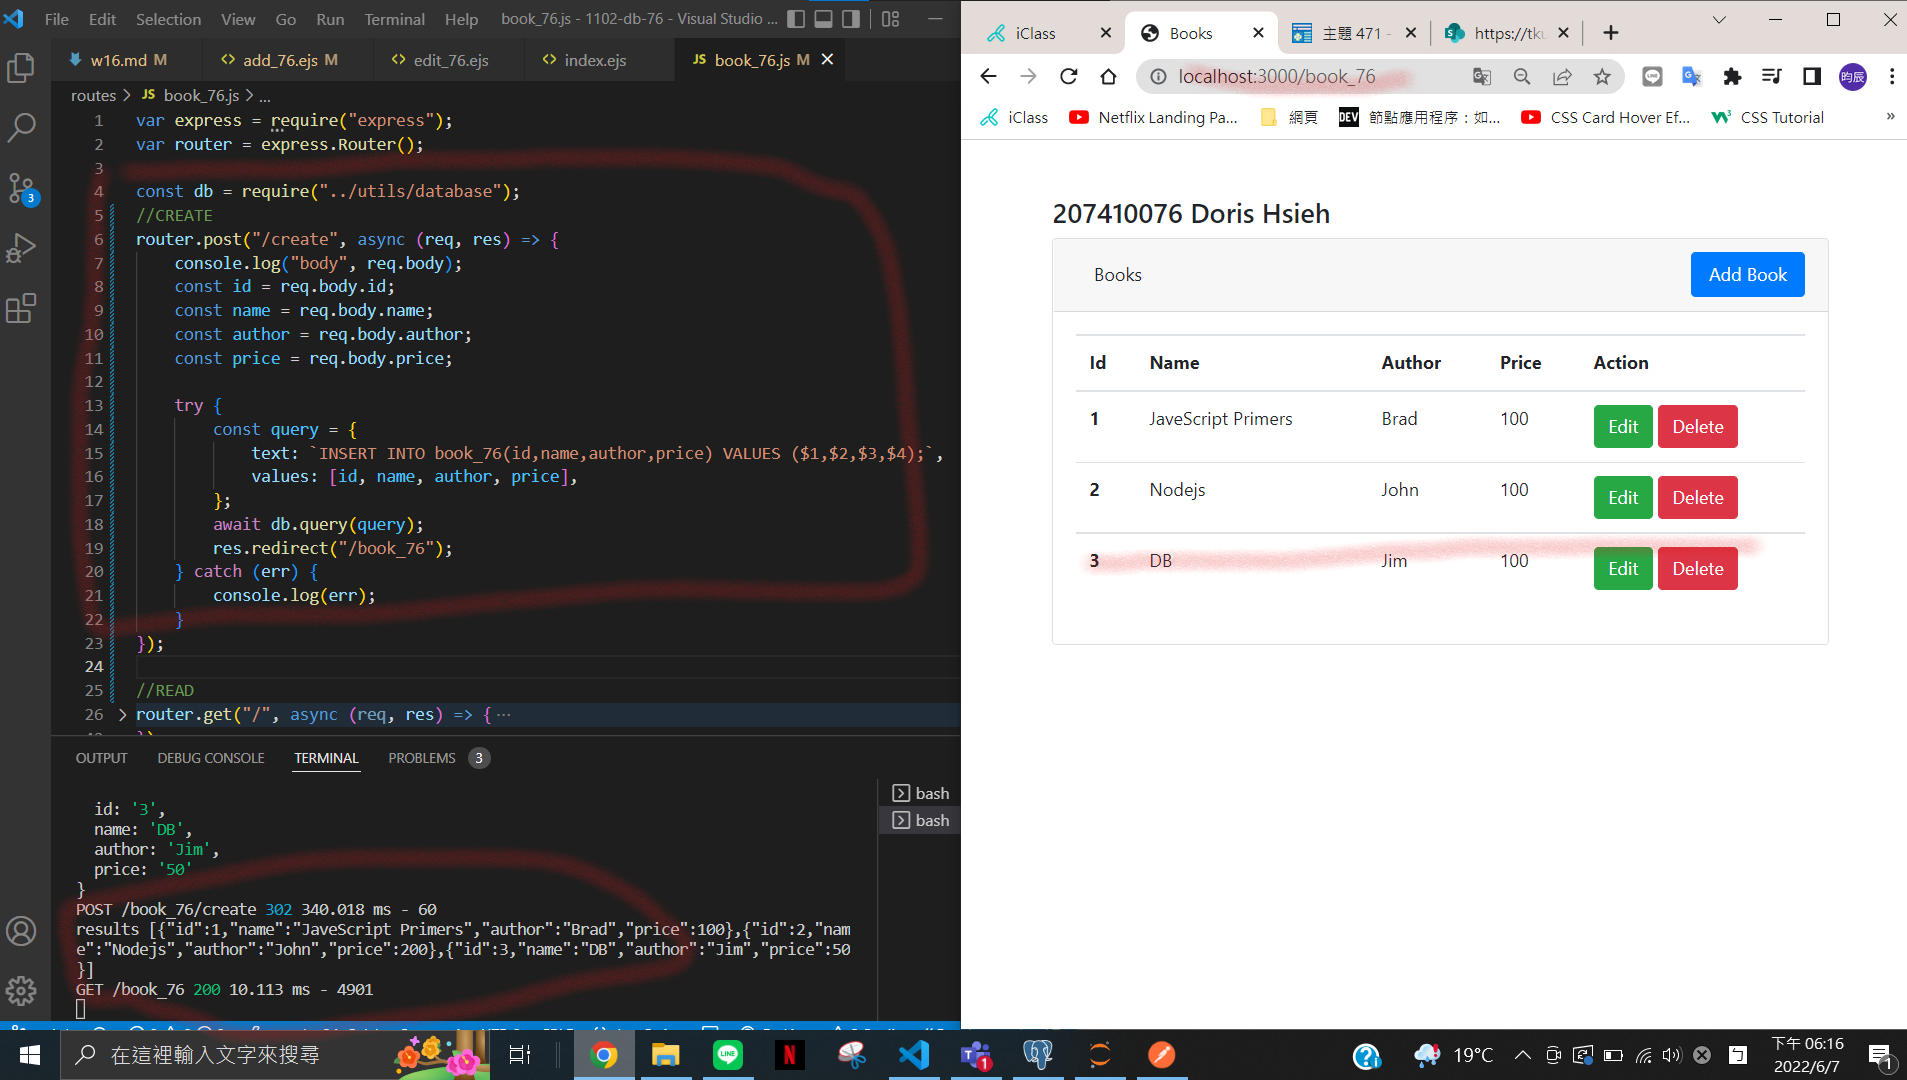 File Edit Selection View Go Run Terminal Help book_76.js - 1102-db-76 - Visual Studio ...
w16.md M add_76.ejs M edit_76.ejs index.ejs JS book_76.js M
routes > JS book_76.js > ...
1 var express = require("express");
2 var router = express.Router();
3
4 const db = require("../utils/database");
5 //CREATE
6 router.post("/create", async (req, res) => {
7 console.log("body", req.body);
8 const id = req.body.id;
9 const name = req.body.name;
10 const author = req.body.author;
11 const price = req.body.price;
12
13 try {
14 const query = {
15 text: `INSERT INTO book_76(id,name,author,price) VALUES ($1,$2,$3,$4);`,
16 values: [id, name, author, price],
17 };
18 await db.query(query);
19 res.redirect("/book_76");
20 } catch (err) {
21 console.log(err);
22 }
23 });
24
25 //READ
26 router.get("/", async (req, res) => { ...
3
OUTPUT DEBUG CONSOLE TERMINAL PROBLEMS 3
id: '3',
name: 'DB',
author: 'Jim',
price: '50'
}
POST /book_76/create 302 340.018 ms - 60
results [{"id":1,"name":"JaveScript Primers","author":"Brad","price":100},{"id":2,"nam
e":"Nodejs","author":"John","price":200},{"id":3,"name":"DB","author":"Jim","price":50
}]
GET /book_76 200 10.113 ms - 4901
bash
bash
iClass Books 主題 471 - https://tku
localhost:3000/book_76
昀辰
iClass Netflix Landing Pa... 網頁 DEV 節點應用程序：如... CSS Card Hover Ef... CSS Tutorial »
207410076 Doris Hsieh
Books Add Book
Id Name Author Price Action
1 JaveScript Primers Brad 100 Edit Delete
2 Nodejs John 100 Edit Delete
3 DB Jim 100 Edit Delete
在這裡輸入文字來搜尋
LINE
N
1
19°C
下午 06:16
2022/6/7
1